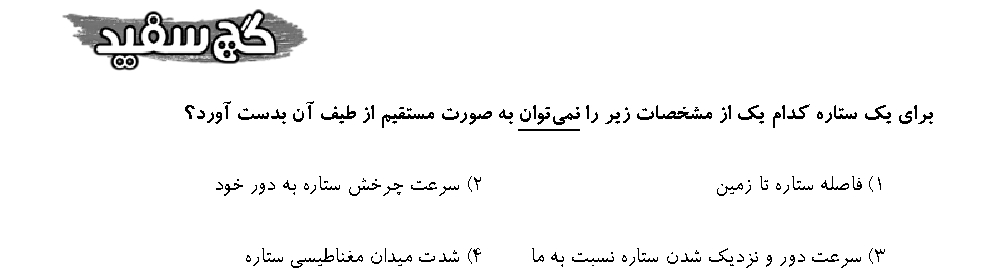 گچ سفید
برای یک ستاره کدام یک از مشخصات زیر را نمی‌توان به صورت مستقیم از طیف آن بدست آورد؟
۱) فاصله ستاره تا زمین ۲) سرعت چرخش ستاره به دور خود
۳) سرعت دور و نزدیک شدن ستاره نسبت به ما ۴) شدت میدان مغناطیسی ستاره